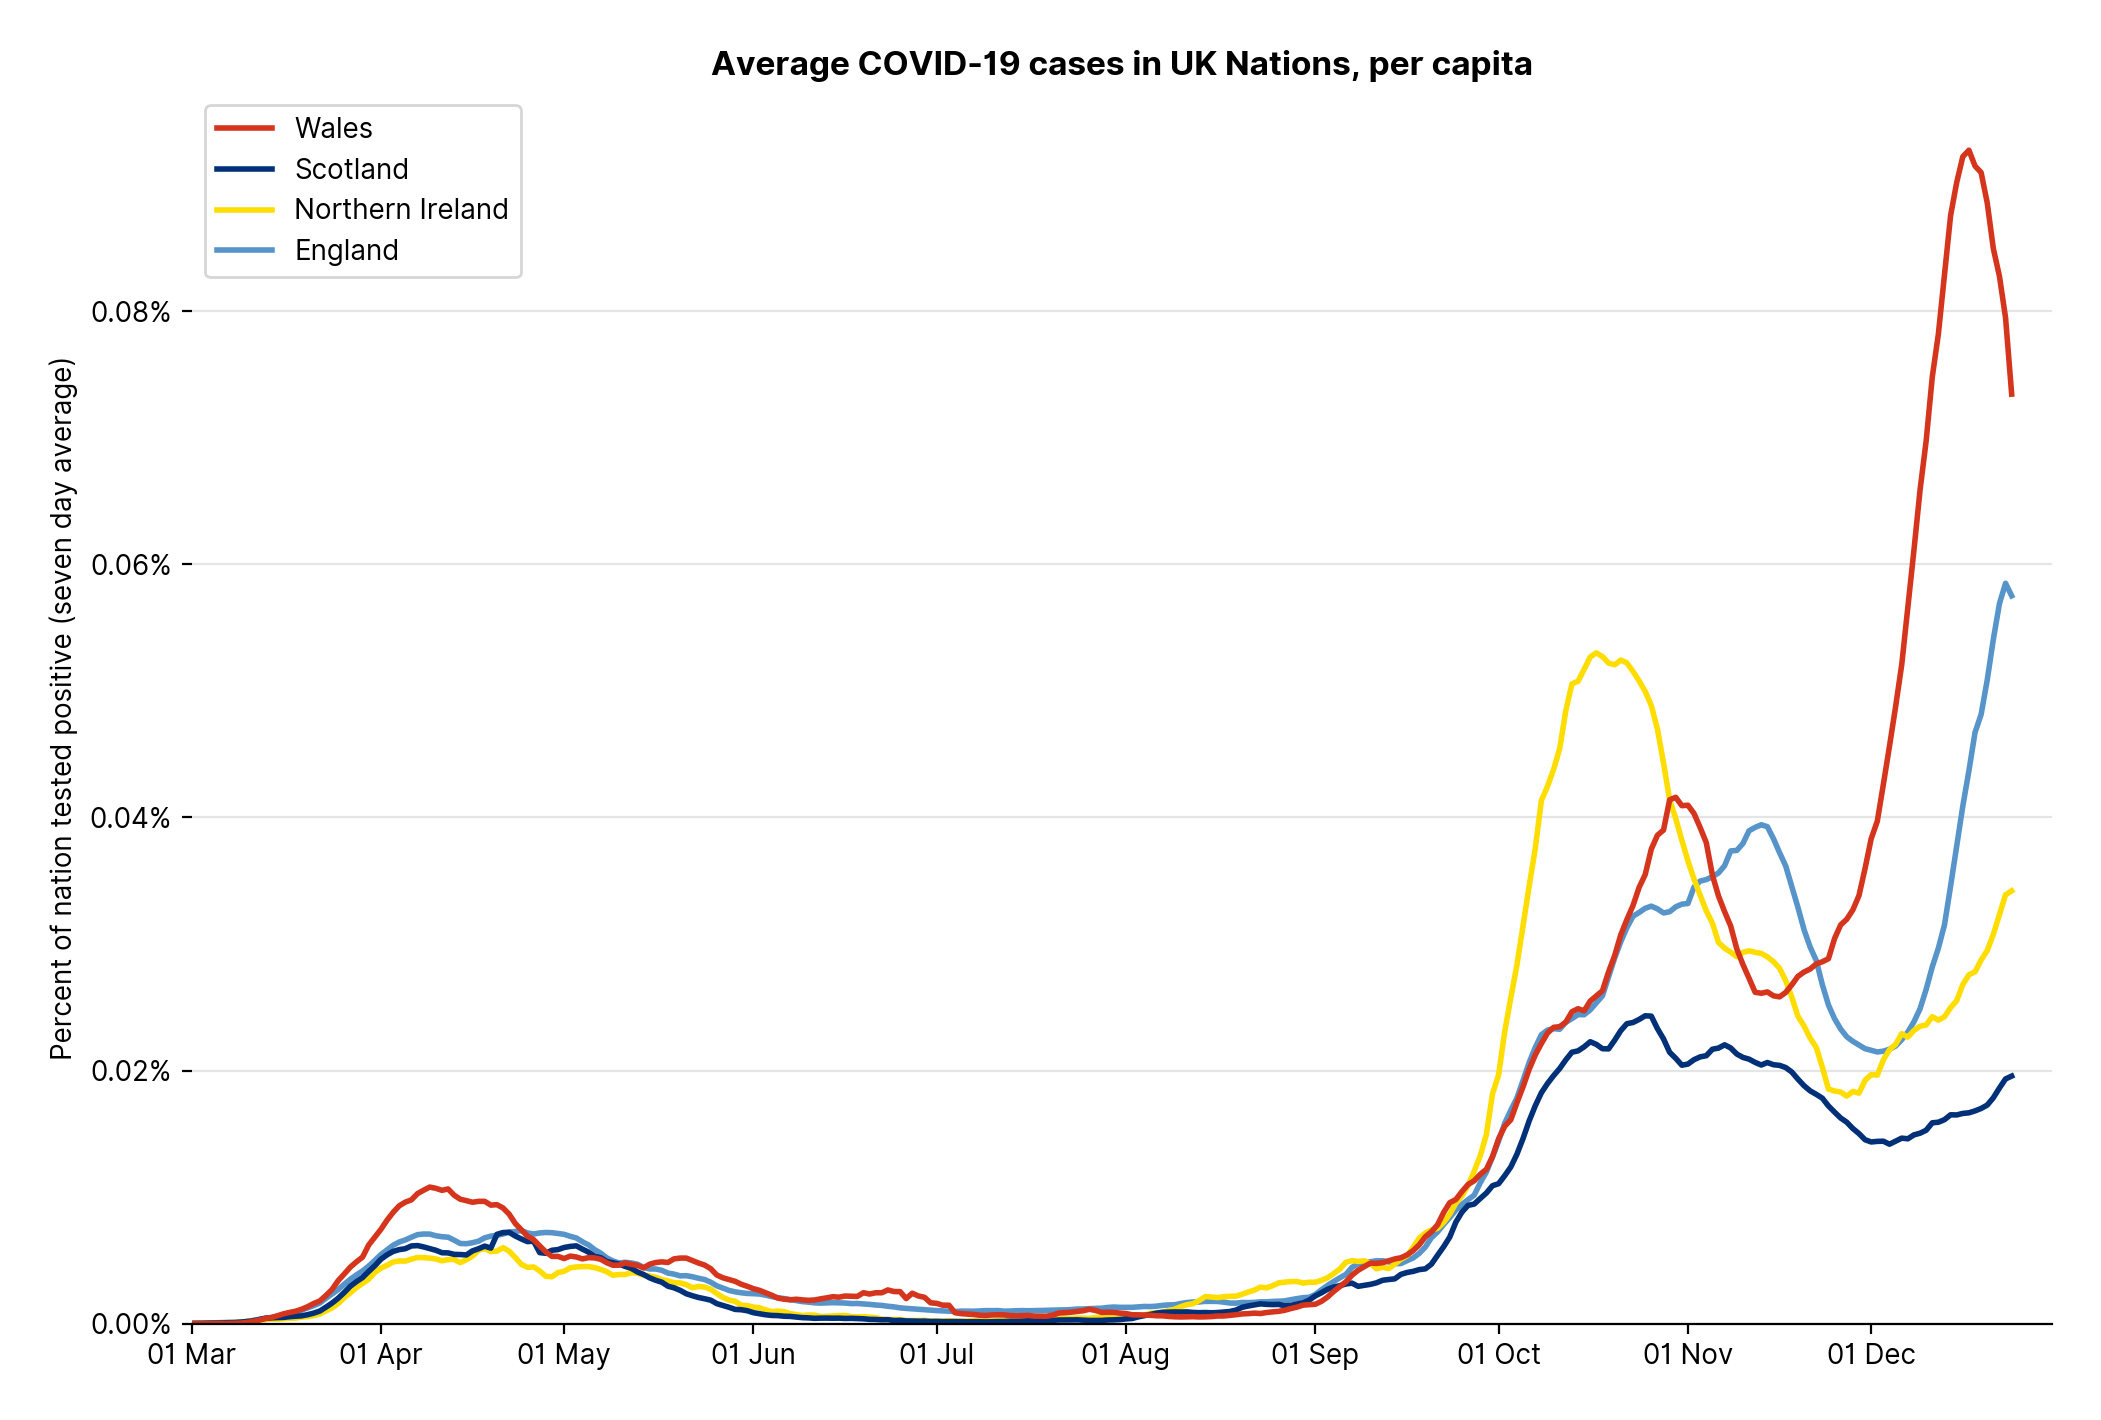 Average COVID-19 cases in UK Nations, per capita
Wales
Scotland
Northern Ireland
England
Percent of nation tested positive (seven day average)
0.08%
0.06%
0.04%
0.02%
0.00%
01 Mar
01 Apr
01 May
01 Jun
01 Jul
01 Aug
01 Sep
01 Oct
01 Nov
01 Dec